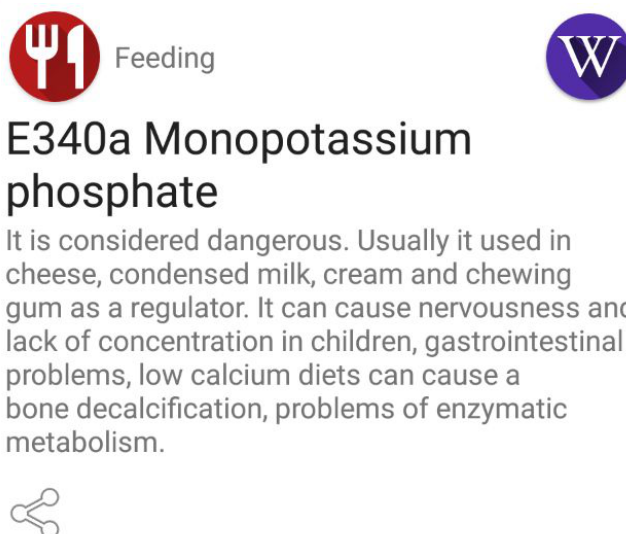 Feeding
W
E340a Monopotassium
phosphate
It is considered dangerous. Usually it used in
cheese, condensed milk, cream and chewing
gum as a regulator. It can cause nervousness and
lack of concentration in children, gastrointestinal
problems, low calcium diets can cause a
bone decalcification, problems of enzymatic
metabolism.